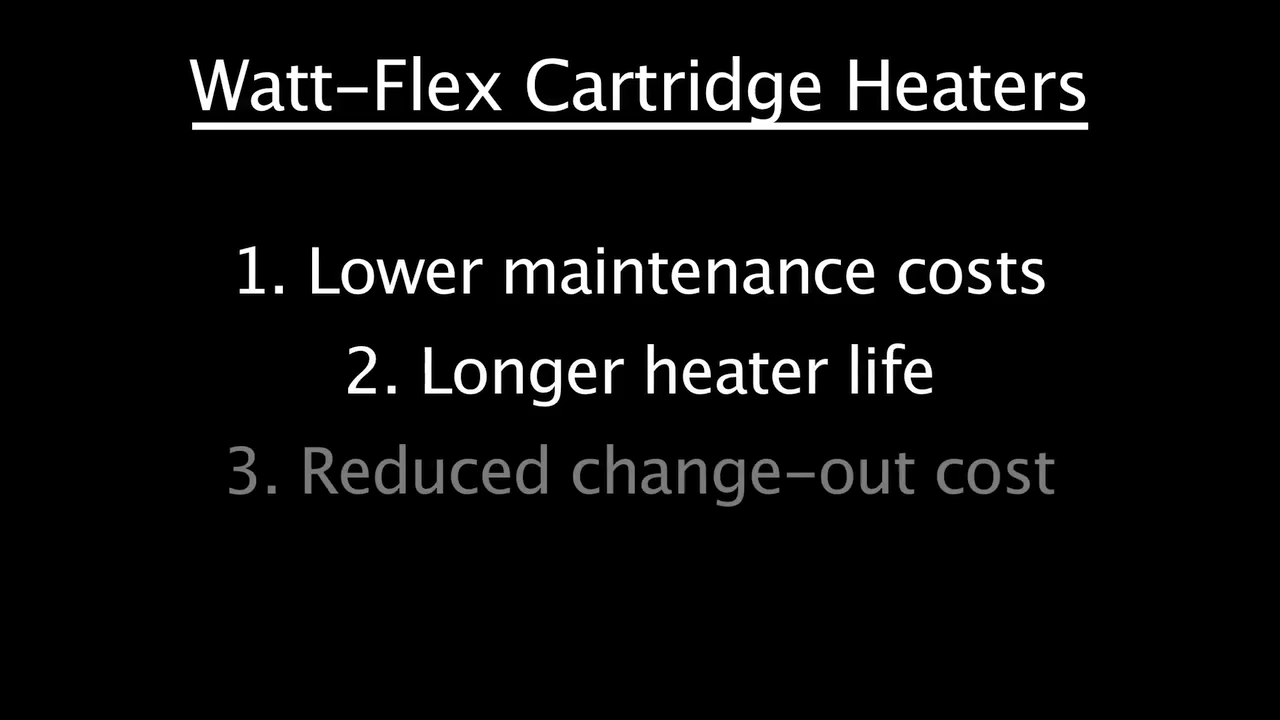 Watt-Flex Cartridge Heaters
1. Lower maintenance costs
2. Longer heater life
3. Reduced change-out cost